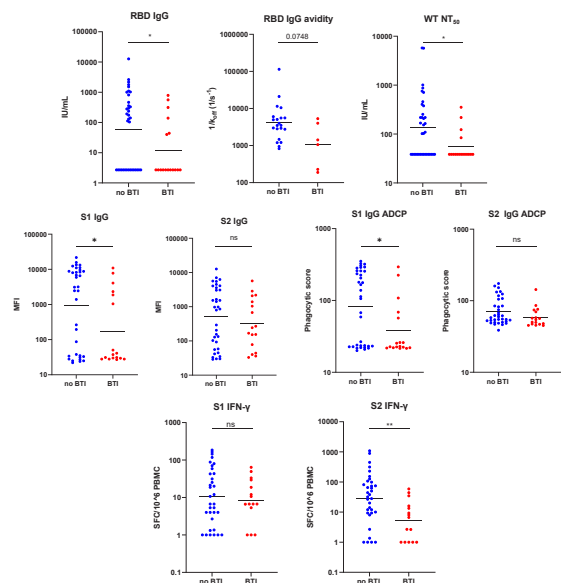 RBD IgG
*
IU/mL
100000
10000
1000
100
10
1
no BTI
BTI
RBD IgG avidity
0.0748
1/koff (1/s⁻¹)
1000000
100000
10000
1000
100
no BTI
BTI
WT NT50
*
IU/mL
10000
1000
100
10
no BTI
BTI
S1 IgG
*
MFI
100000
10000
1000
100
10
no BTI
BTI
S2 IgG
ns
MFI
100000
10000
1000
100
10
no BTI
BTI
S1 IgG ADCP
*
Phagocytic score
100
10
no BTI
BTI
S2 IgG ADCP
ns
Phagocytic score
100
10
no BTI
BTI
S1 IFN-γ
ns
SFC/10^6 PBMC
1000
100
10
1
0.1
no BTI
BTI
S2 IFN-γ
**
SFC/10^6 PBMC
10000
1000
100
10
1
0.1
no BTI
BTI